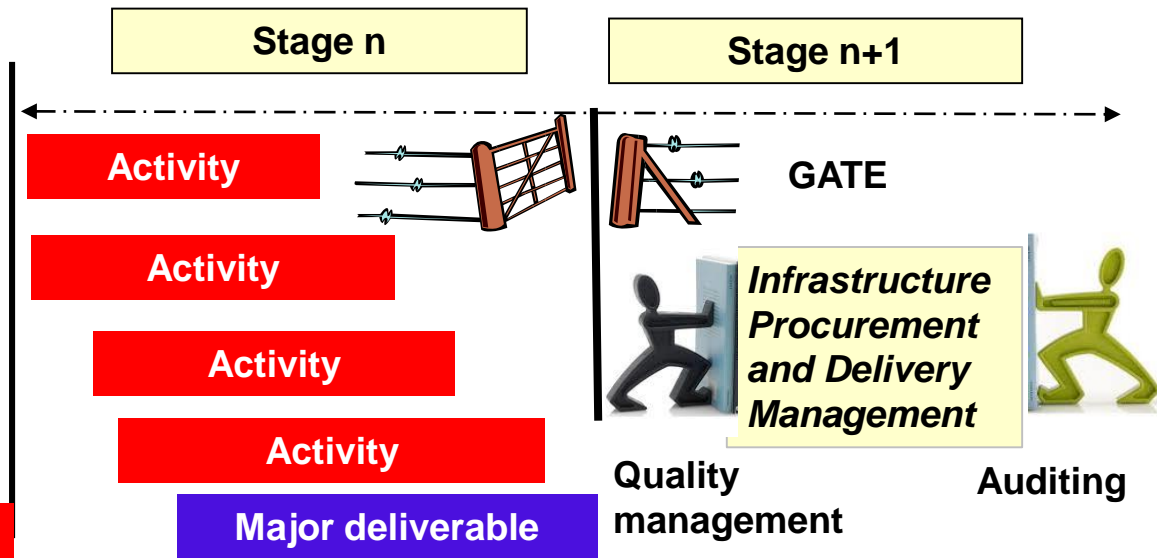 Stage n
Stage n+1
Activity
GATE
Activity
Infrastructure
Procurement
and Delivery
Management
Activity
Activity
Quality
management
Auditing
Major deliverable